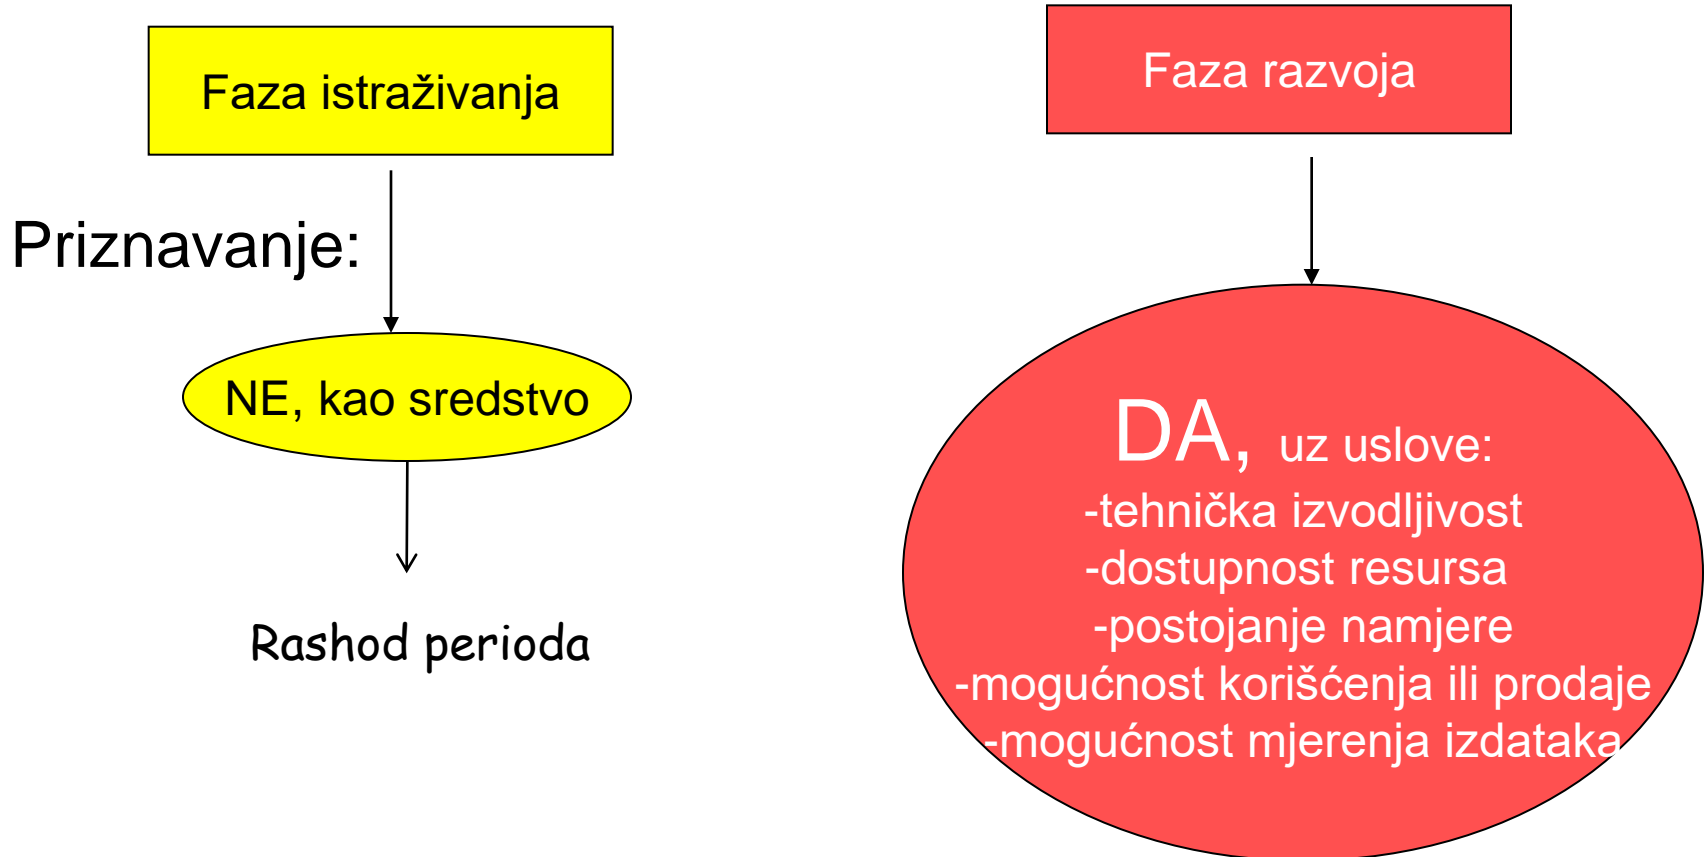 Faza istraživanja
Faza razvoja
Priznavanje:
NE, kao sredstvo
Rashod perioda
DA, uz uslove:
-tehnička izvodljivost
-dostupnost resursa
-postojanje namjere
-mogućnost korišćenja ili prodaje
-mogućnost mjerenja izdataka